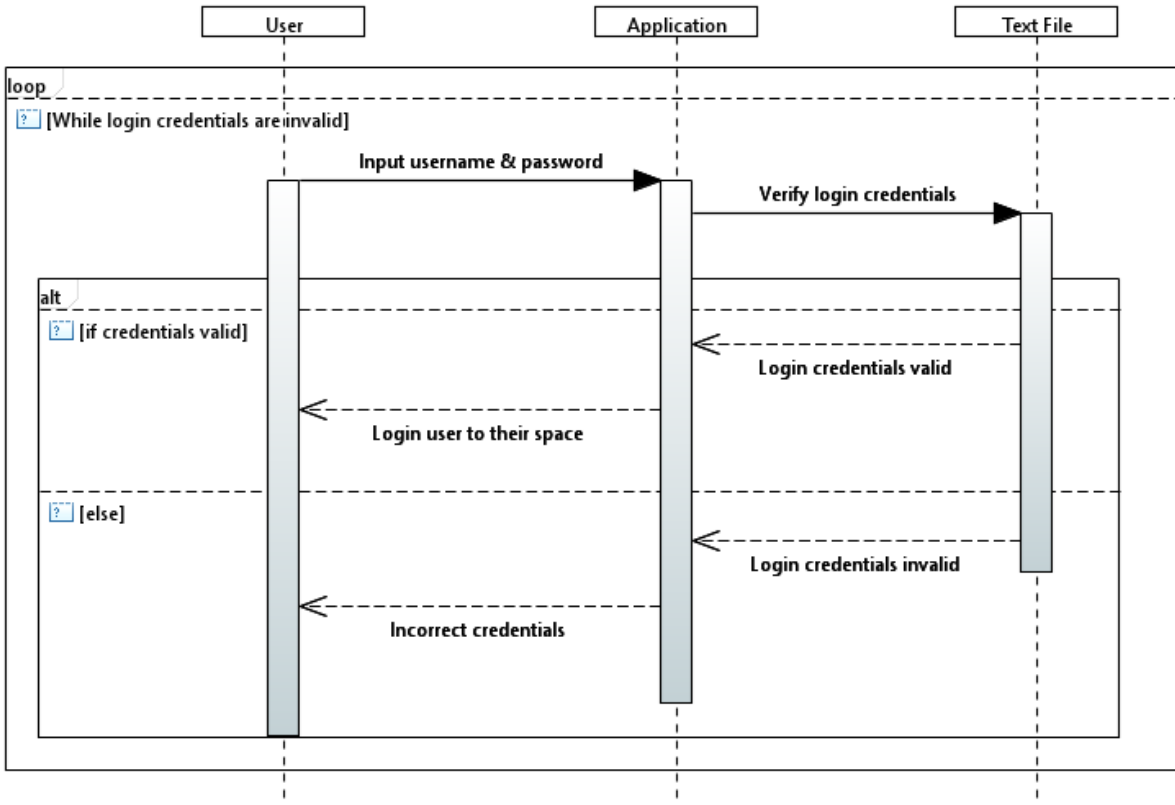 User
Application
Text File
loop
? [While login credentials are invalid]
Input username & password
Verify login credentials
alt
? [if credentials valid]
Login credentials valid
Login user to their space
? [else]
Login credentials invalid
Incorrect credentials